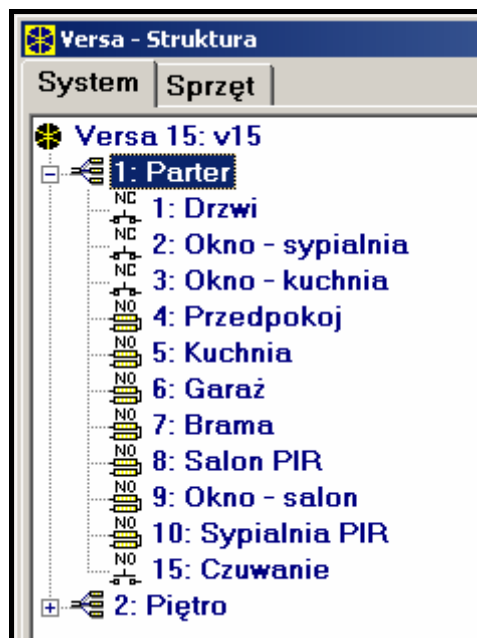 Versa - Struktura
System Sprzęt
Versa 15: v15
1: Parter
NC 1: Drzwi
NC 2: Okno - sypialnia
NC 3: Okno - kuchnia
NO 4: Przedpokoj
NO 5: Kuchnia
NO 6: Garaż
NO 7: Brama
NO 8: Salon PIR
NO 9: Okno - salon
NO 10: Sypialnia PIR
NO 15: Czuwanie
2: Piętro